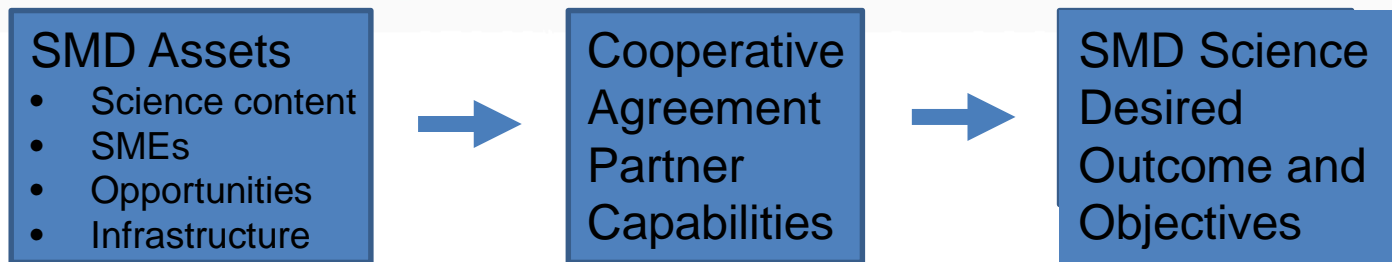 SMD Assets
• Science content
• SMEs
• Opportunities
• Infrastructure
Cooperative
Agreement
Partner
Capabilities
SMD Science
Desired
Outcome and
Objectives